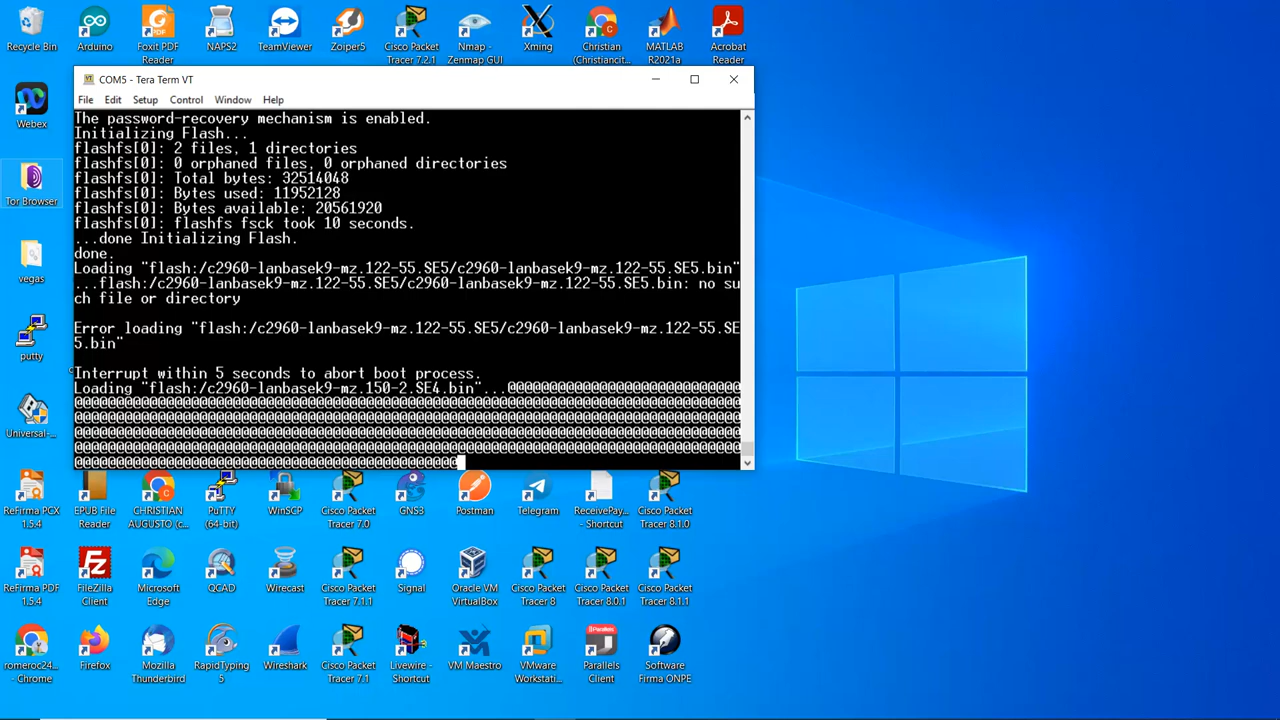 Recycle Bin
Arduino
Foxit PDF
Reader
NAPS2
TeamViewer
Zoiper5
Cisco Packet
Tracer 7.2.1
Nmap -
Zenmap GUI
Xming
Christian
(Christiancit...
MATLAB
R2021a
Acrobat
Reader
Webex
Tor Browser
vegas
putty
Universal-...
COM5 - Tera Term VT
File Edit Setup Control Window Help
The password-recovery mechanism is enabled.
Initializing Flash...
flashfs[0]: 2 files, 1 directories
flashfs[0]: 0 orphaned files, 0 orphaned directories
flashfs[0]: Total bytes: 32514048
flashfs[0]: Bytes used: 11952128
flashfs[0]: Bytes available: 20561920
flashfs[0]: flashfs fsck took 10 seconds.
...done Initializing Flash.
done.
Loading "flash:/c2960-lanbasek9-mz.122-55.SE5/c2960-lanbasek9-mz.122-55.SE5.bin"
...flash:/c2960-lanbasek9-mz.122-55.SE5/c2960-lanbasek9-mz.122-55.SE5.bin: no su
ch file or directory
Error loading "flash:/c2960-lanbasek9-mz.122-55.SE5/c2960-lanbasek9-mz.122-55.SE
5.bin"
Interrupt within 5 seconds to abort boot process.
Loading "flash:/c2960-lanbasek9-mz.150-2.SE4.bin"...@@@@@@@@@@@@@@@@@@@@@@@@@@@@
@@@@@@@@@@@@@@@@@@@@@@@@@@@@@@@@@@@@@@@@@@@@@@@@@@@@@@@@@@@@@@@@@@@@@@@@@@@@@@@@
@@@@@@@@@@@@@@@@@@@@@@@@@@@@@@@@@@@@@@@@@@@@@@@@@@@@@@@@@@@@@@@@@@@@@@@@@@@@@@@@
@@@@@@@@@@@@@@@@@@@@@@@@@@@@@@@@@@@@@@@@@@@@@@@@@@@@@@@@@@@@@@@@@@@@@@@@@@@@@@@@
@@@@@@@@@@@@@@@@@@@@@@@@@@@@@@@@@@@@@@@@@@@@@@@@@@@@@@@@@@@@@@@@@@@@@@@@@@@@@@@@
@@@@@@@@@@@@@@@@@@@@@@@@@@@@@@@@@@@@@@@@@@@@@@
ReFirma PCX
1.5.4
EPUB File
Reader
CHRISTIAN
AUGUSTO (c...
PuTTY
(64-bit)
WinSCP
Cisco Packet
Tracer 7.0
GNS3
Postman
Telegram
ReceivePay...
- Shortcut
Cisco Packet
Tracer 8.1.0
ReFirma PDF
1.5.4
FileZilla
Client
Microsoft
Edge
QCAD
Wirecast
Cisco Packet
Tracer 7.1.1
Signal
Oracle VM
VirtualBox
Cisco Packet
Tracer 8
Cisco Packet
Tracer 8.0.1
Cisco Packet
Tracer 8.1.1
romeroc24...
- Chrome
Firefox
Mozilla
Thunderbird
RapidTyping
5
Wireshark
Cisco Packet
Tracer 7.1
Livewire -
Shortcut
VM Maestro
VMware
Workstati...
Parallels
Client
Software
Firma ONPE